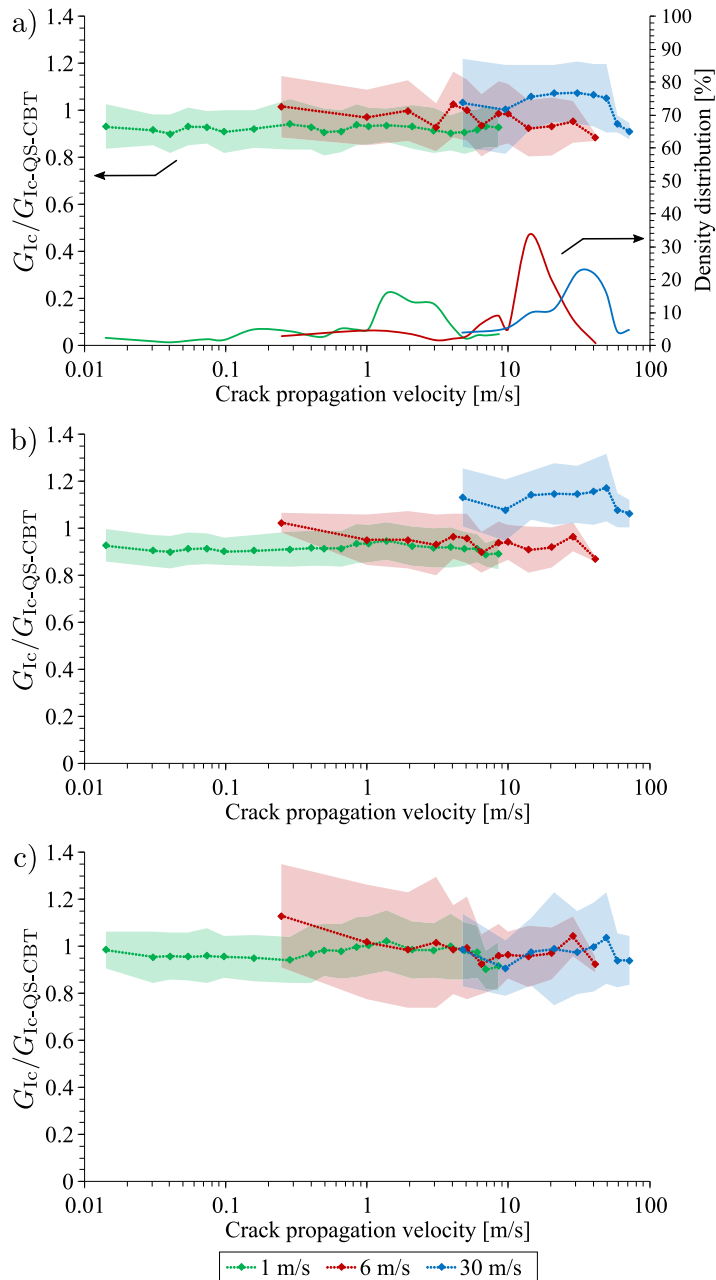 a)
1.4
1.2
1
0.8
0.6
0.4
0.2
0
G_Ic/G_Ic-QS-CBT
100
90
80
70
60
50
40
30
20
10
0
Density distribution [%]
0.01 0.1 1 10 100
Crack propagation velocity [m/s]
b)
1.4
1.2
1
0.8
0.6
0.4
0.2
0
G_Ic/G_Ic-QS-CBT
0.01 0.1 1 10 100
Crack propagation velocity [m/s]
c)
1.4
1.2
1
0.8
0.6
0.4
0.2
0
G_Ic/G_Ic-QS-CBT
0.01 0.1 1 10 100
Crack propagation velocity [m/s]
1 m/s 6 m/s 30 m/s